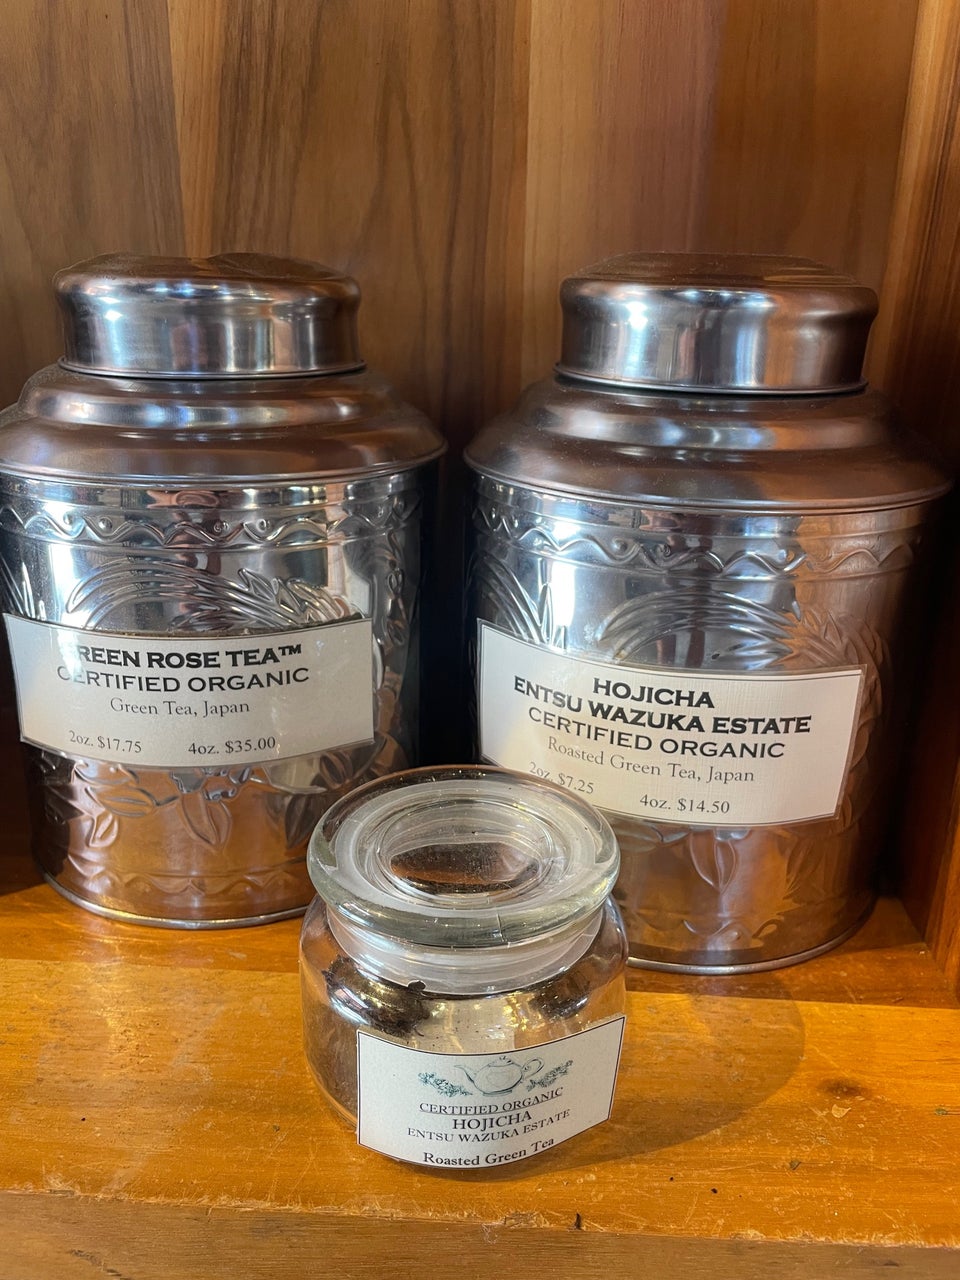 GREEN ROSE TEA™
CERTIFIED ORGANIC
Green Tea, Japan
2oz. $17.75 4oz. $35.00
HOJICHA
ENTSU WAZUKA ESTATE
CERTIFIED ORGANIC
Roasted Green Tea, Japan
2oz. $7.25 4oz. $14.50
CERTIFIED ORGANIC
HOJICHA
ENTSU WAZUKA ESTATE
Roasted Green Tea